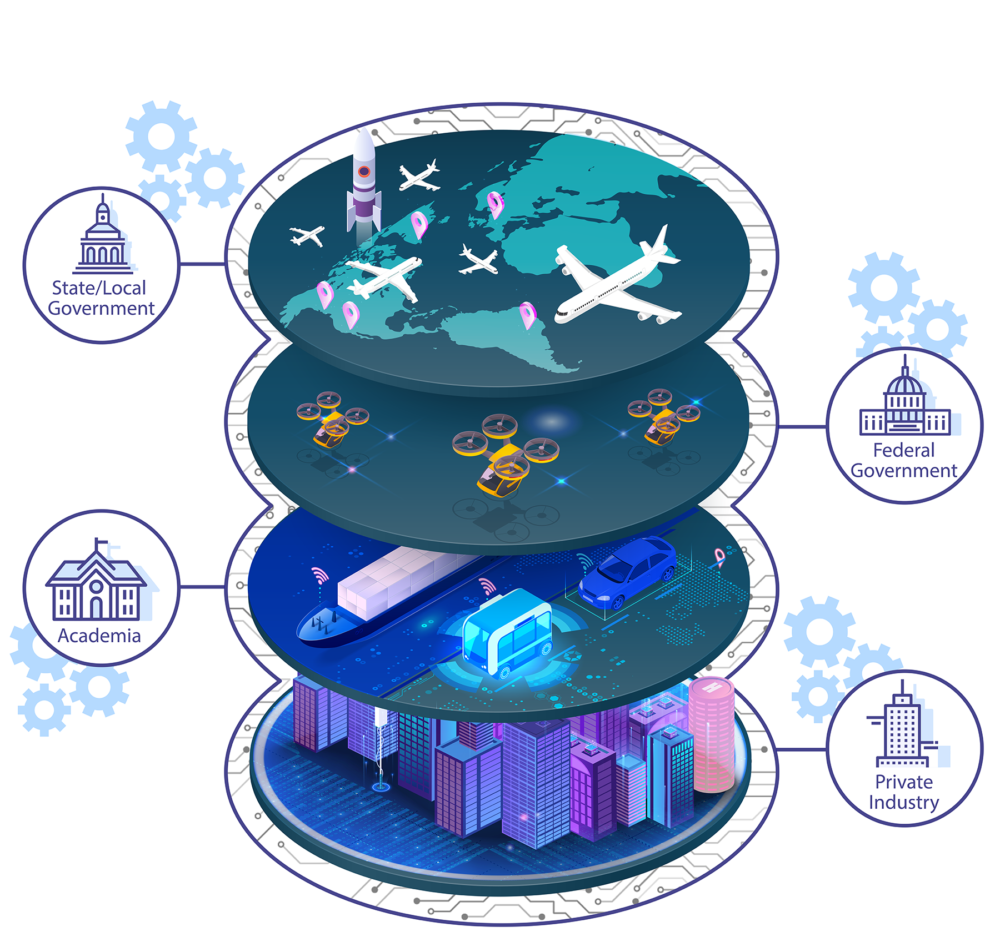 State/Local
Government
Federal
Government
Academia
H
Private
Industry